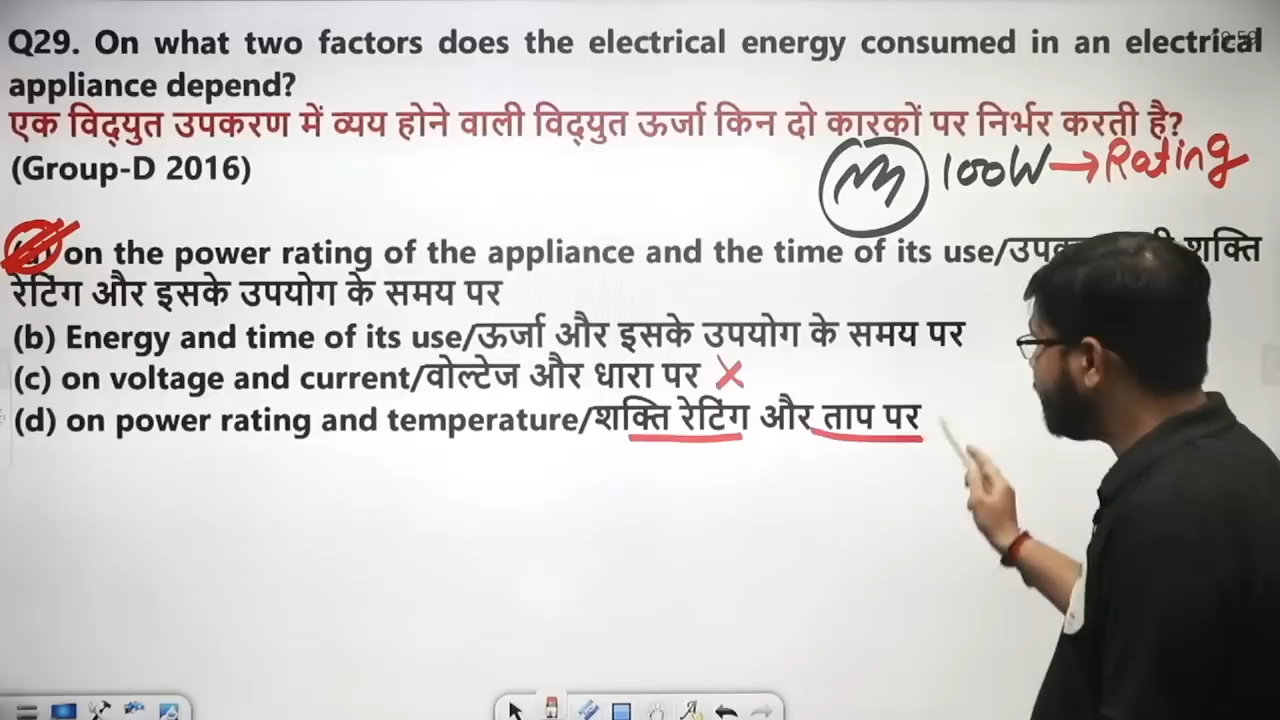 Q29. On what two factors does the electrical energy consumed in an electrical
appliance depend?
एक विद्युत उपकरण में व्यय होने वाली विद्युत ऊर्जा किन दो कारकों पर निर्भर करती है?
(Group-D 2016)
100W → Rating
on the power rating of the appliance and the time of its use/ शक्ति
रेटिंग और इसके उपयोग के समय पर
(b) Energy and time of its use/ऊर्जा और इसके उपयोग के समय पर
(c) on voltage and current/वोल्टेज और धारा पर
(d) on power rating and temperature/शक्ति रेटिंग और ताप पर